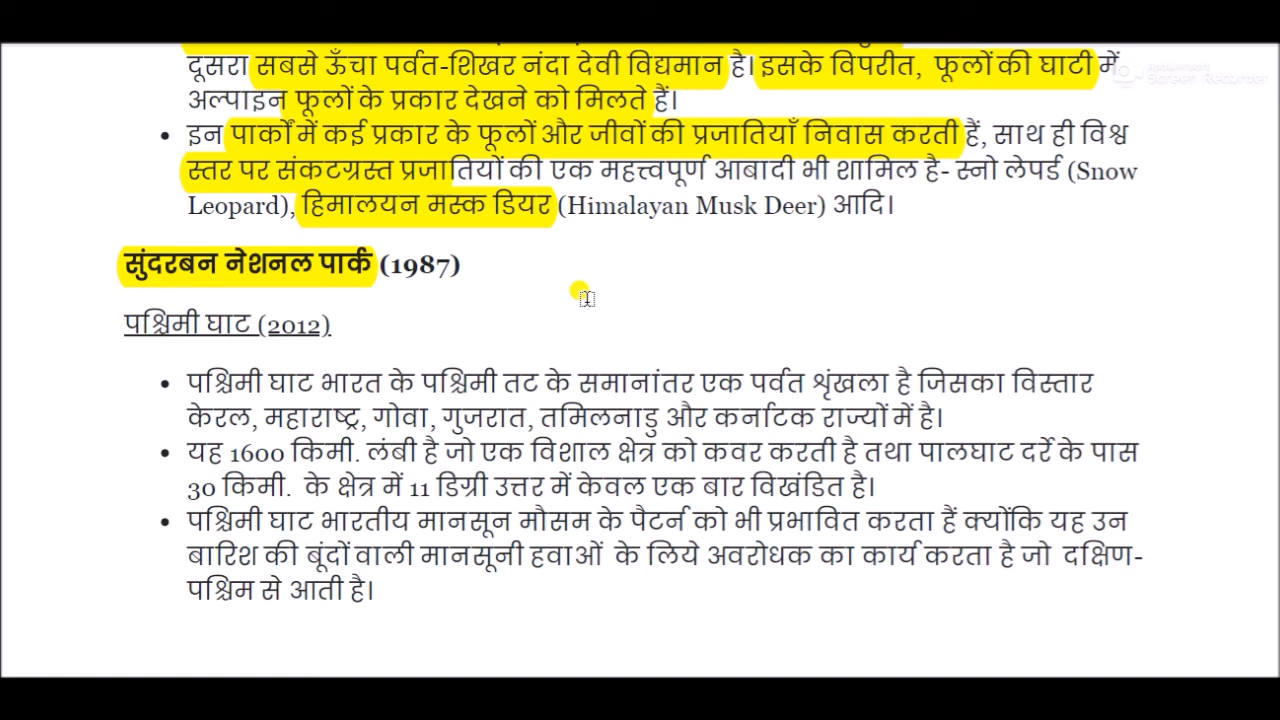 दूसरा सबसे ऊँचा पर्वत-शिखर नंदा देवी विद्यमान है। इसके विपरीत, फूलों की घाटी में
अल्पाइन फूलों के प्रकार देखने को मिलते हैं।
• इन पार्कों में कई प्रकार के फूलों और जीवों की प्रजातियाँ निवास करती हैं, साथ ही विश्व
स्तर पर संकटग्रस्त प्रजातियों की एक महत्त्वपूर्ण आबादी भी शामिल है- स्नो लेपर्ड (Snow
Leopard), हिमालयन मस्क डियर (Himalayan Musk Deer) आदि।
सुंदरबन नेशनल पार्क (1987)
पश्चिमी घाट (2012)
• पश्चिमी घाट भारत के पश्चिमी तट के समानांतर एक पर्वत श्रृंखला है जिसका विस्तार
केरल, महाराष्ट्र, गोवा, गुजरात, तमिलनाडु और कर्नाटक राज्यों में है।
• यह 1600 किमी. लंबी है जो एक विशाल क्षेत्र को कवर करती है तथा पालघाट दर्रे के पास
30 किमी. के क्षेत्र में 11 डिग्री उत्तर में केवल एक बार विखंडित है।
• पश्चिमी घाट भारतीय मानसून मौसम के पैटर्न को भी प्रभावित करता हैं क्योंकि यह उन
बारिश की बूंदों वाली मानसूनी हवाओं के लिये अवरोधक का कार्य करता है जो दक्षिण-
पश्चिम से आती है।
Screen Recorder